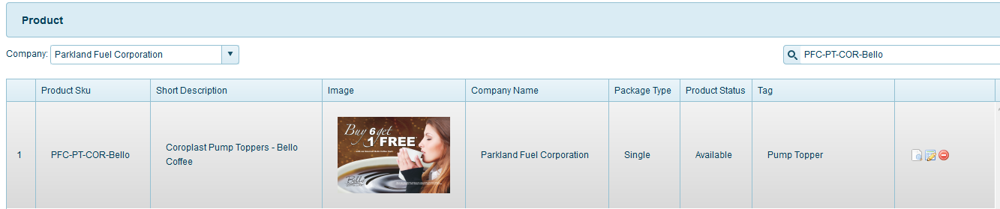 Product
Company: Parkland Fuel Corporation
PFC-PT-COR-Bello
Product Sku Short Description Image Company Name Package Type Product Status Tag
1 PFC-PT-COR-Bello Coroplast Pump Toppers - Bello
Coffee
Buy 6 get
1 FREE
Bello
Parkland Fuel Corporation Single Available Pump Topper